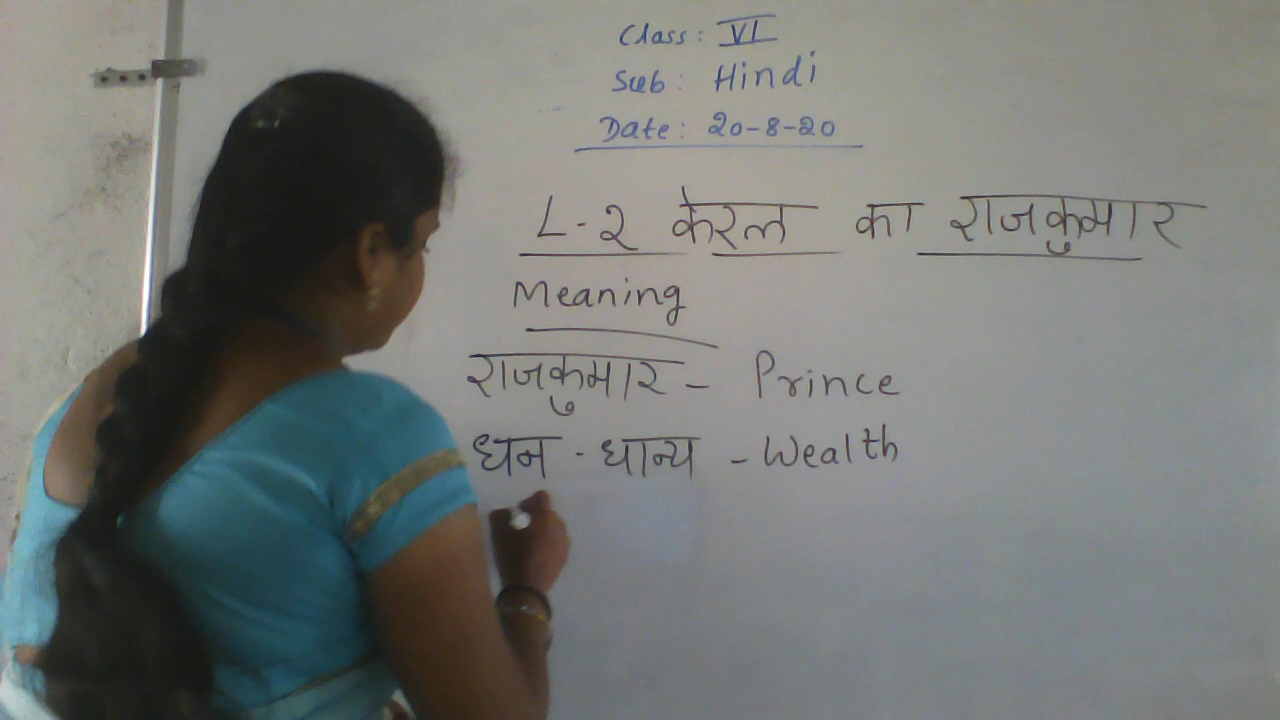 Class: VI
Sub: Hindi
Date: 20-8-20
L-2 केरल का राजकुमार
Meaning
राजकुमार - Prince
धन - धान्य - Wealth